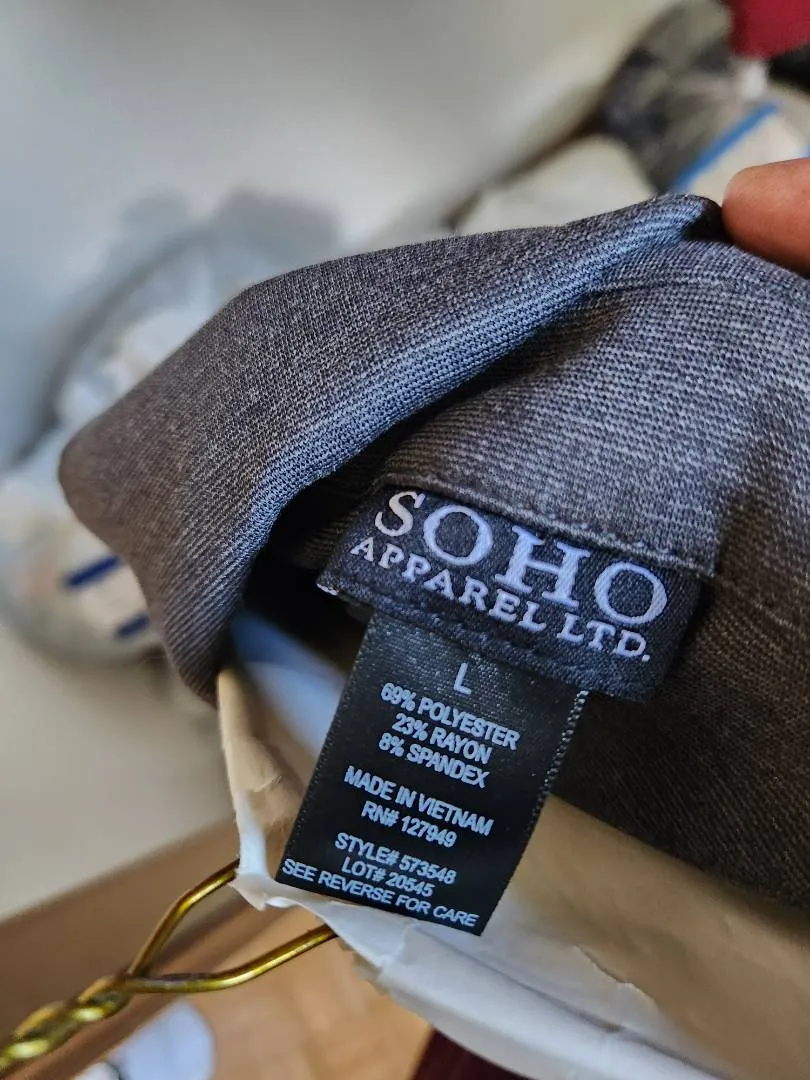 SOHO
APPAREL LTD.
L
69% POLYESTER
23% RAYON
8% SPANDEX
MADE IN VIETNAM
RN# 127949
STYLE# 573548
LOT# 20545
SEE REVERSE FOR CARE